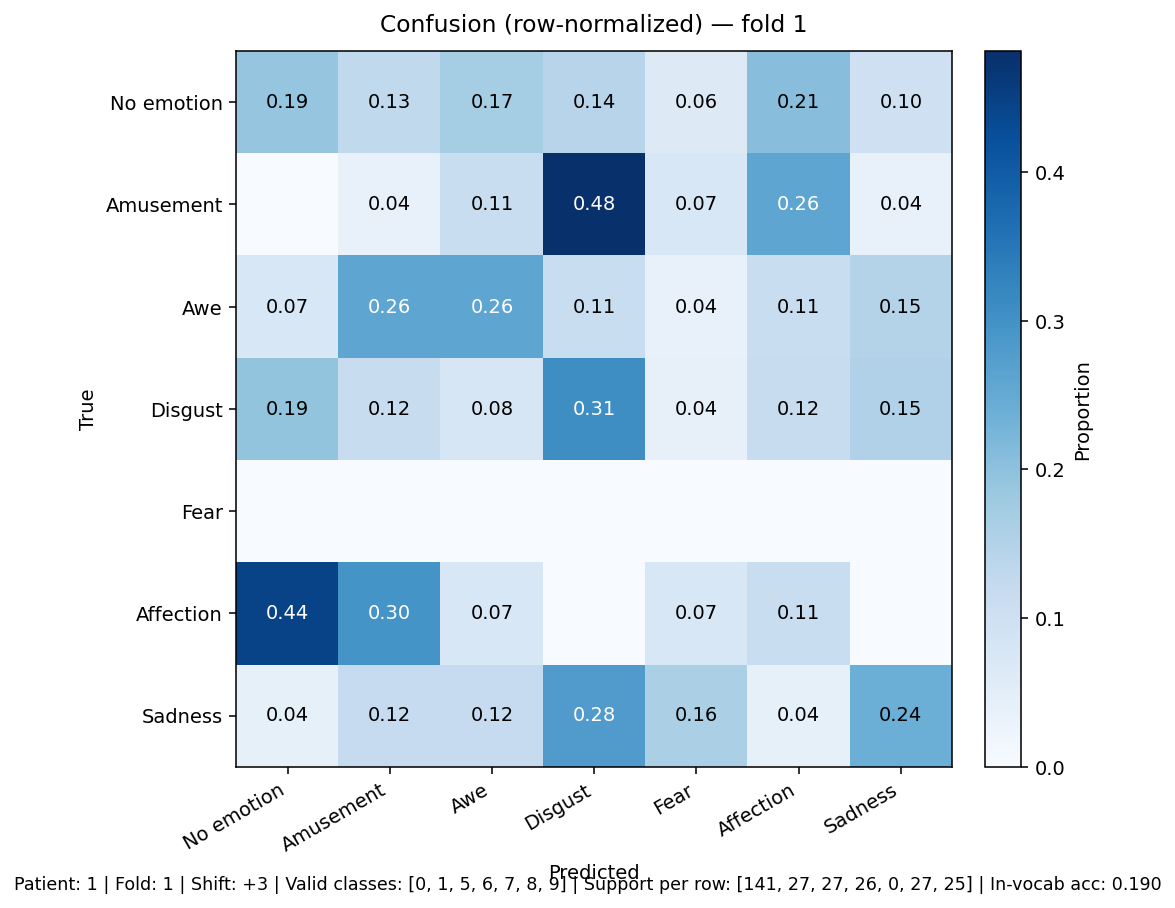 Confusion (row-normalized) — fold 1
No emotion 0.19 0.13 0.17 0.14 0.06 0.21 0.10
Amusement 0.04 0.11 0.48 0.07 0.26 0.04
Awe 0.07 0.26 0.26 0.11 0.04 0.11 0.15
Disgust 0.19 0.12 0.08 0.31 0.04 0.12 0.15
Fear
Affection 0.44 0.30 0.07 0.07 0.11
Sadness 0.04 0.12 0.12 0.28 0.16 0.04 0.24
True
No emotion Amusement Awe Disgust Fear Affection Sadness
Predicted
0.4
0.3
0.2
0.1
0.0
Proportion
Patient: 1 | Fold: 1 | Shift: +3 | Valid classes: [0, 1, 5, 6, 7, 8, 9] | Support per row: [141, 27, 27, 26, 0, 27, 25] | In-vocab acc: 0.190